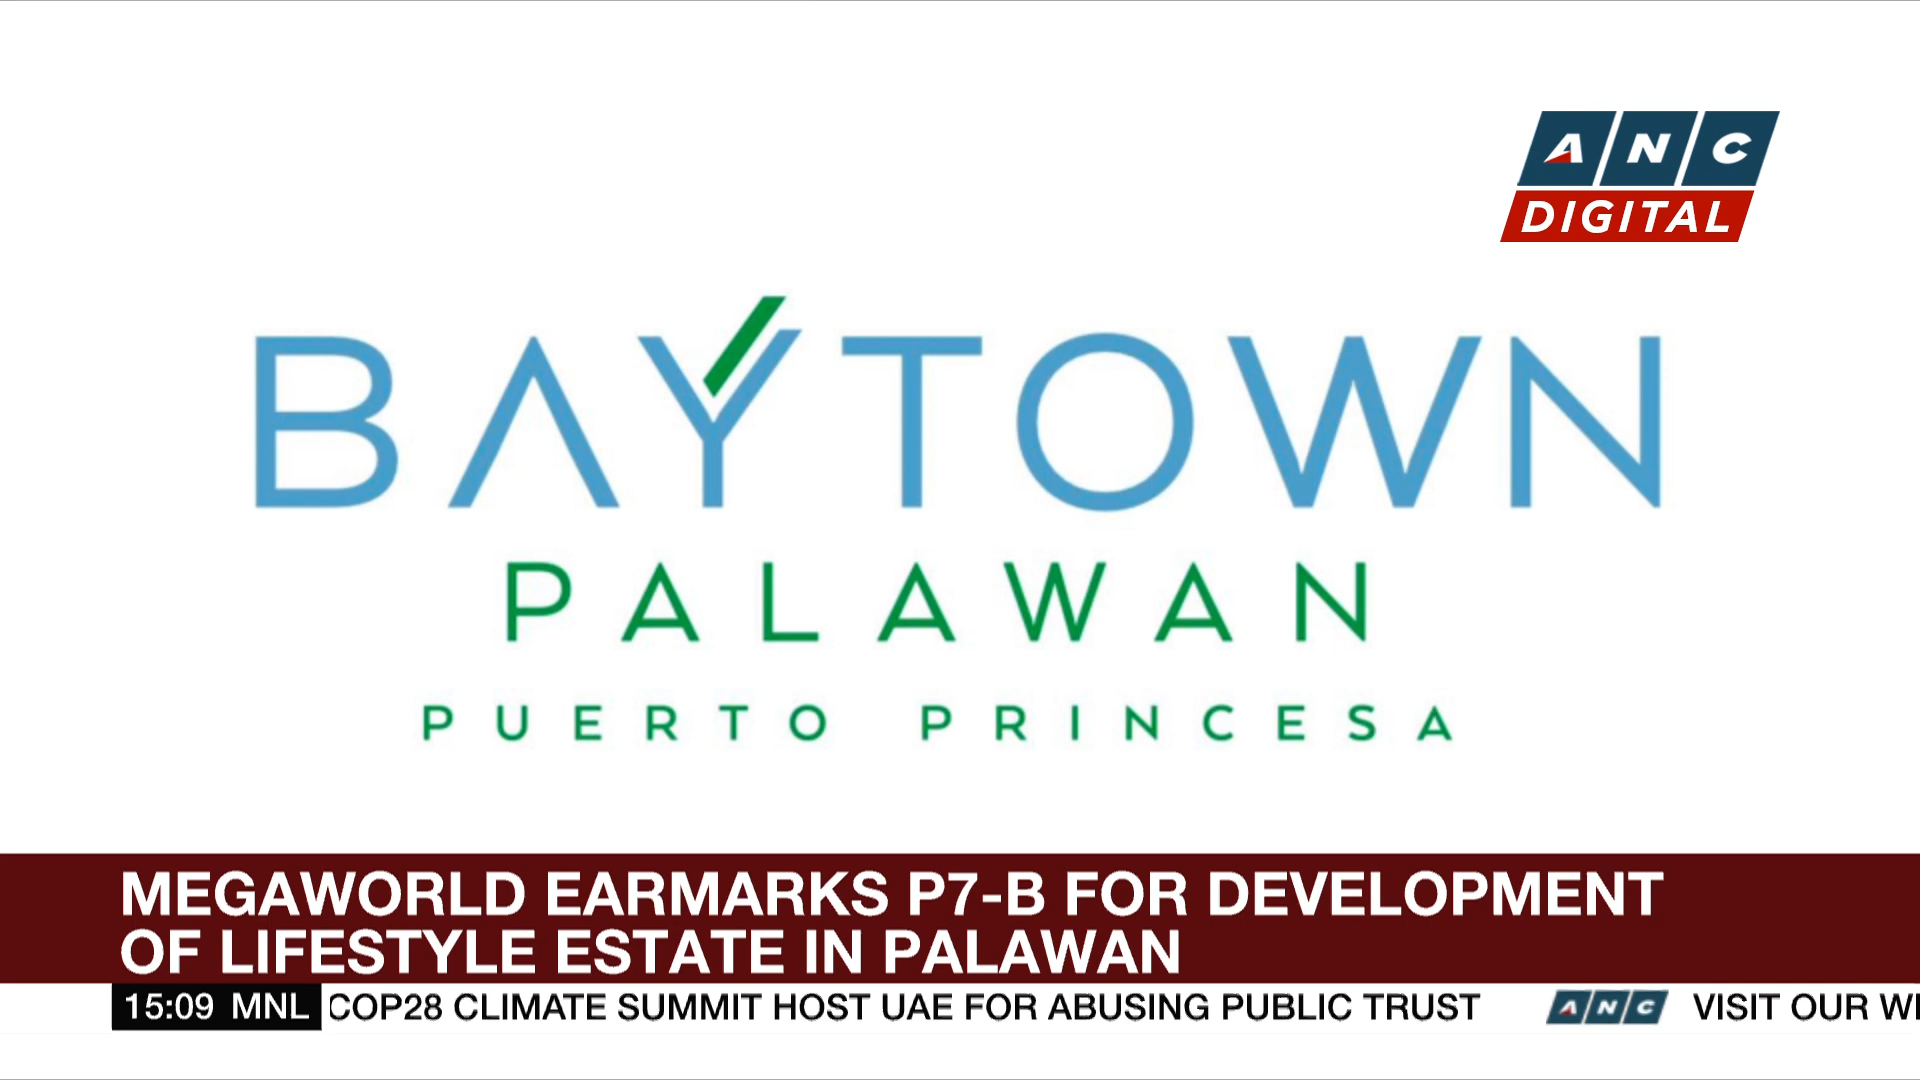 ANC
DIGITAL
BAYTOWN
PALAWAN
PUERTO PRINCESA
MEGAWORLD EARMARKS P7-B FOR DEVELOPMENT
OF LIFESTYLE ESTATE IN PALAWAN
15:09 MNL COP28 CLIMATE SUMMIT HOST UAE FOR ABUSING PUBLIC TRUST ANC VISIT OUR